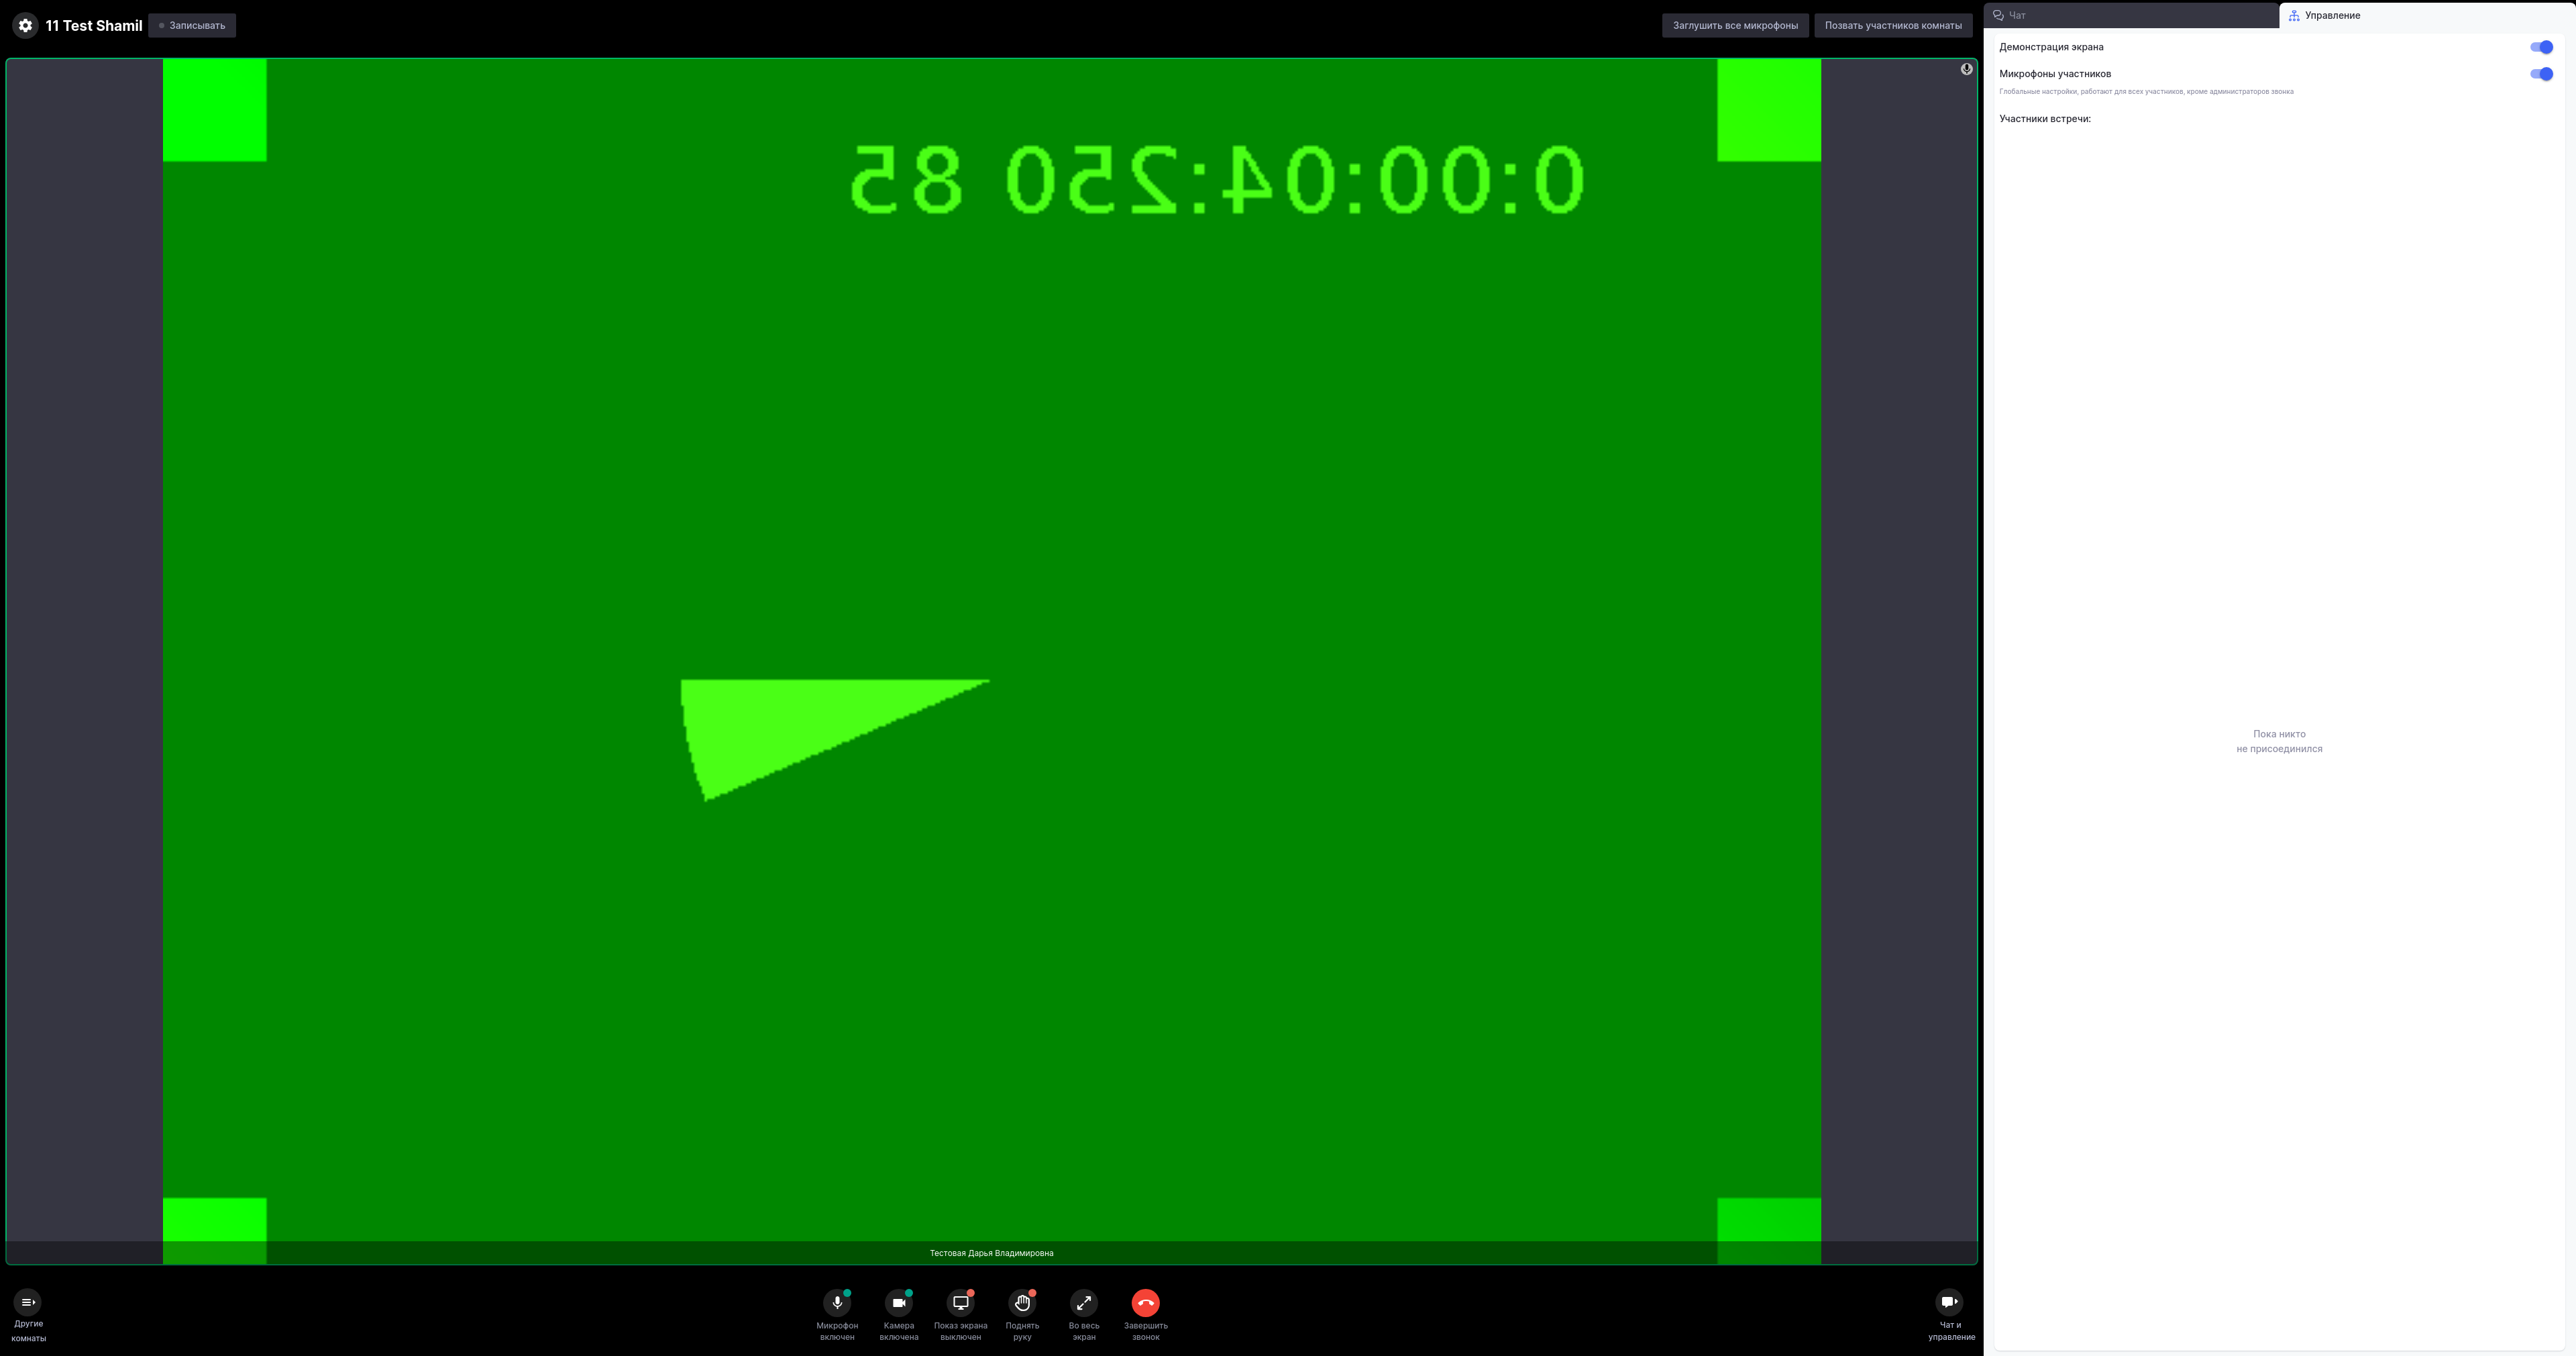 11 Test Shamil
Записывать
Заглушить все микрофоны
Позвать участников комнаты
0:00:04:250 85
Тестовая Дарья Владимировна
Другие
комнаты
Микрофон
включен
Камера
включена
Показ экрана
выключен
Поднять
руку
Во весь
экран
Завершить
звонок
Чат и
управление
Чат
Управление
Демонстрация экрана
Микрофоны участников
Глобальные настройки, работают для всех участников, кроме администраторов звонка
Участники встречи:
Пока никто
не присоединился